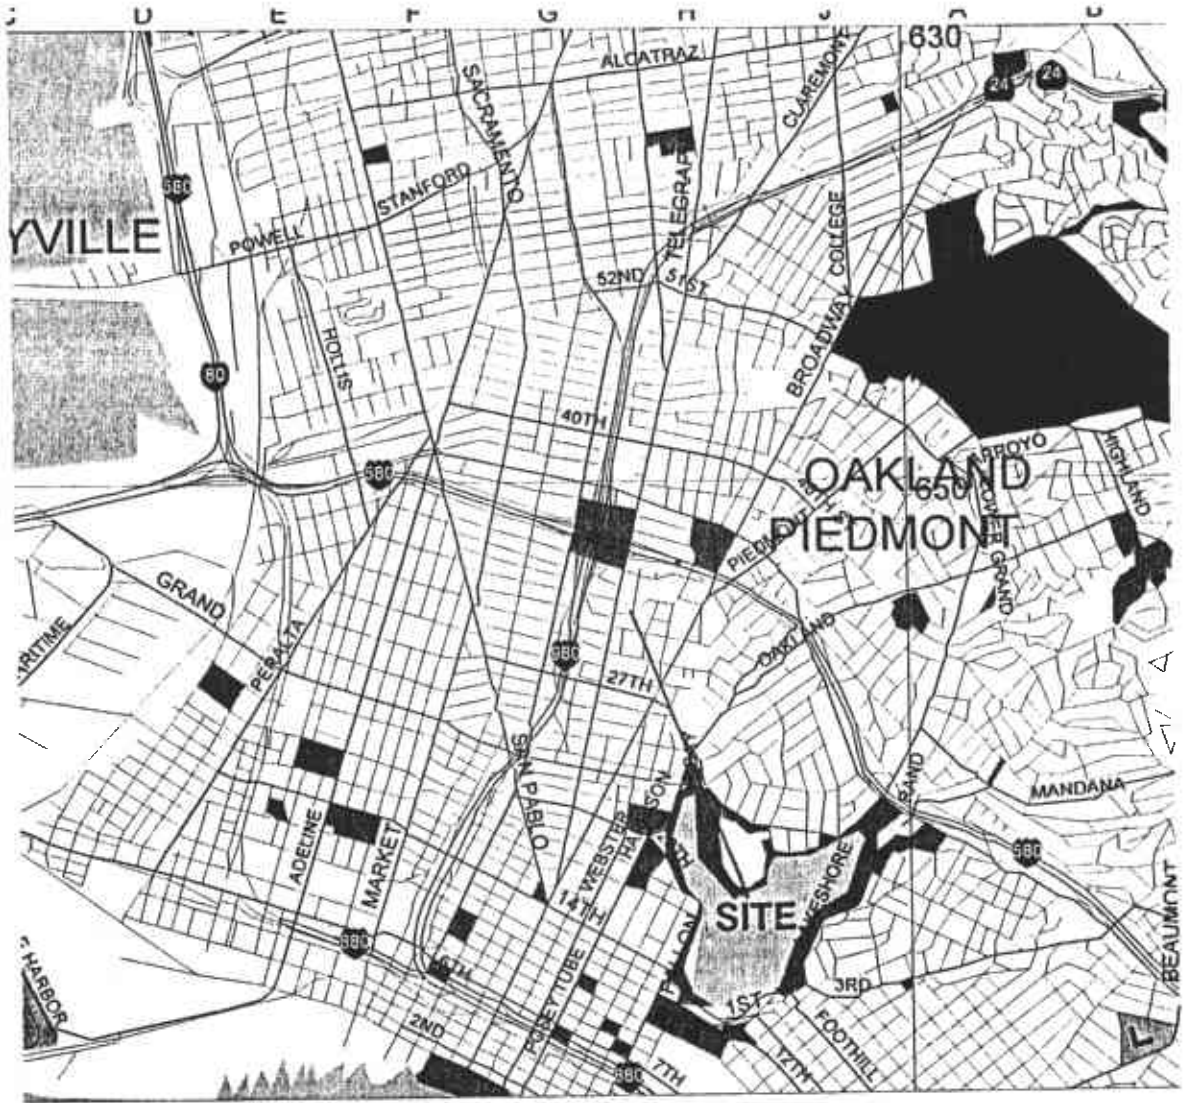 D E F G H J
630
ALCATRAZ
CLAREMONT
24
24
SACRAMENTO
580
STANFORD
TELEGRAPH
YVILLE
POWELL
COLLEGE
52ND
51ST
HOLLIS
BROADWAY
80
40TH
ARROYO
HIGHLAND
OAKLAND
650
580
PIEDMONT
PIEDMONT
GRAND
GRAND
PERALTA
OAKLAND
980
27TH
SAN PABLO
MANDANA
HARRISON
WEBSTER
ADELINE
MARKET
580
LAKESHORE
14TH
SITE
BEAUMONT
880
6TH
3RD
HARBOR
POSEY TUBE
1ST
FOOTHILL
2ND
12TH
7TH
880
L